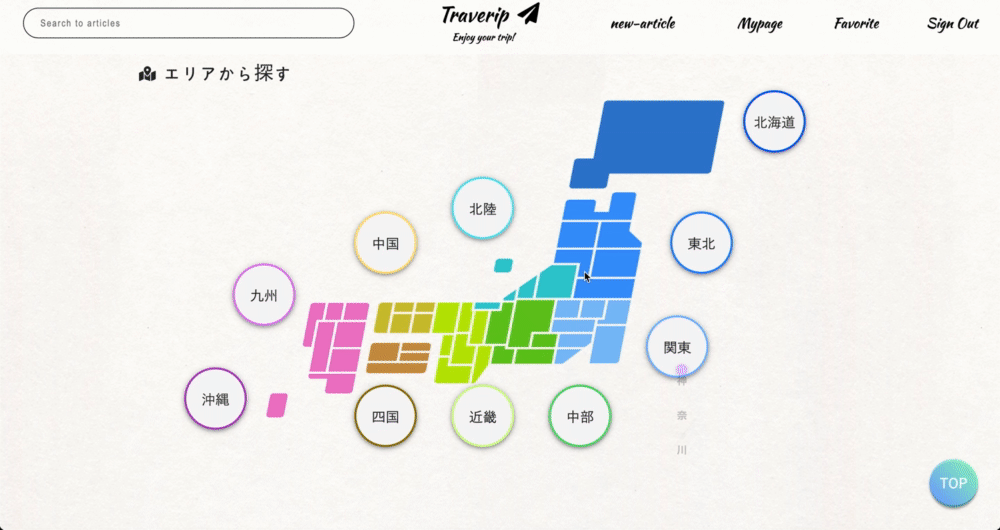 Search to articles
Traverip
Enjoy your trip!
new-article
Mypage
Favorite
Sign Out
エリアから探す
北海道
北陸
中国
東北
九州
関東
神
奈
川
沖縄
四国
近畿
中部
TOP